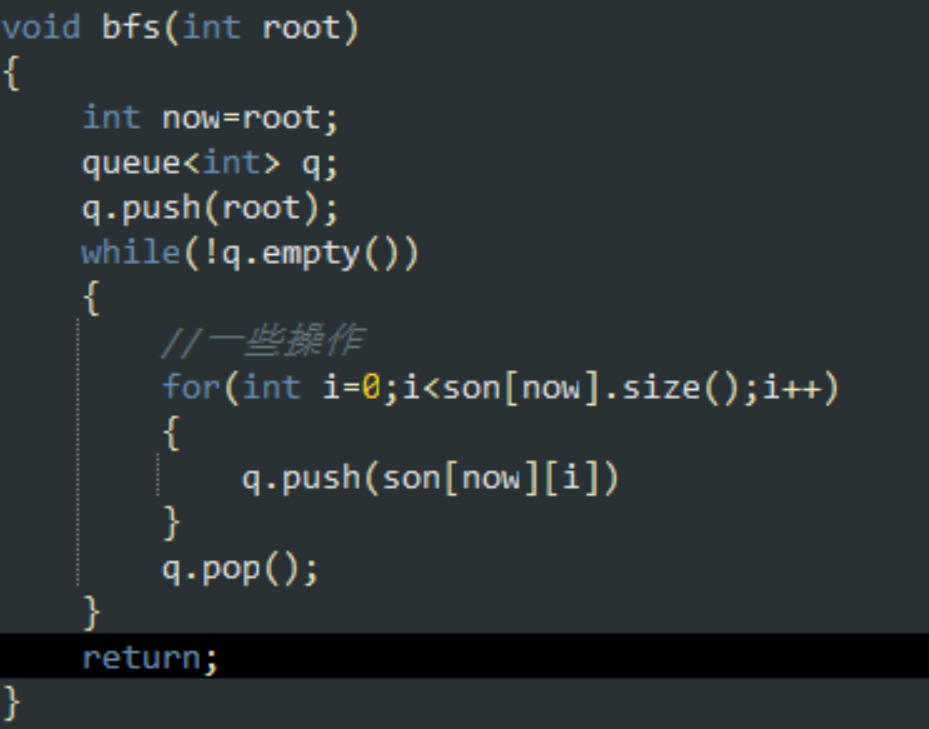 void bfs(int root)
{
    int now=root;
    queue<int> q;
    q.push(root);
    while(!q.empty())
    {
        //一些操作
        for(int i=0;i<son[now].size();i++)
        {
            q.push(son[now][i])
        }
        q.pop();
    }
    return;
}